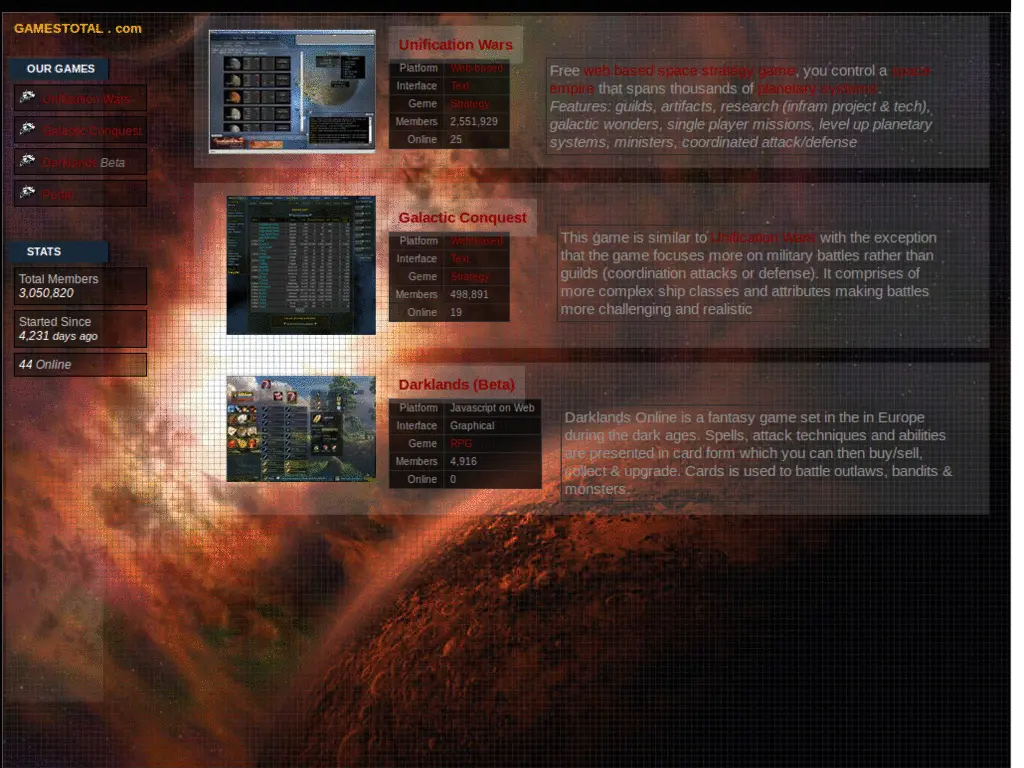 GAMESTOTAL . com
OUR GAMES
Unification Wars
Galactic Conquest
Darklands Beta
Portal
STATS
Total Members
3,050,820
Started Since
4,231 days ago
44 Online
Unification Wars
Platform Web-based
Interface Text
Geme Strategy
Members 2,551,929
Online 25
Free web based space strategy game, you control a space
empire that spans thousands of planetary systems.
Features: guilds, artifacts, research (infram project & tech),
galactic wonders, single player missions, level up planetary
systems, ministers, coordinated attack/defense
Galactic Conquest
Platform Web-based
Interface Text
Geme Strategy
Members 498,891
Online 19
This game is similar to Unification Wars with the exception
that the game focuses more on military battles rather than
guilds (coordination attacks or defense). It comprises of
more complex ship classes and attributes making battles
more challenging and realistic
Darklands (Beta)
Platform Javascript on Web
Interface Graphical
Geme RPG
Members 4,916
Online 0
Darklands Online is a fantasy game set in the in Europe
during the dark ages. Spells, attack techniques and abilities
are presented in card form which you can then buy/sell,
collect & upgrade. Cards is used to battle outlaws, bandits &
monsters.